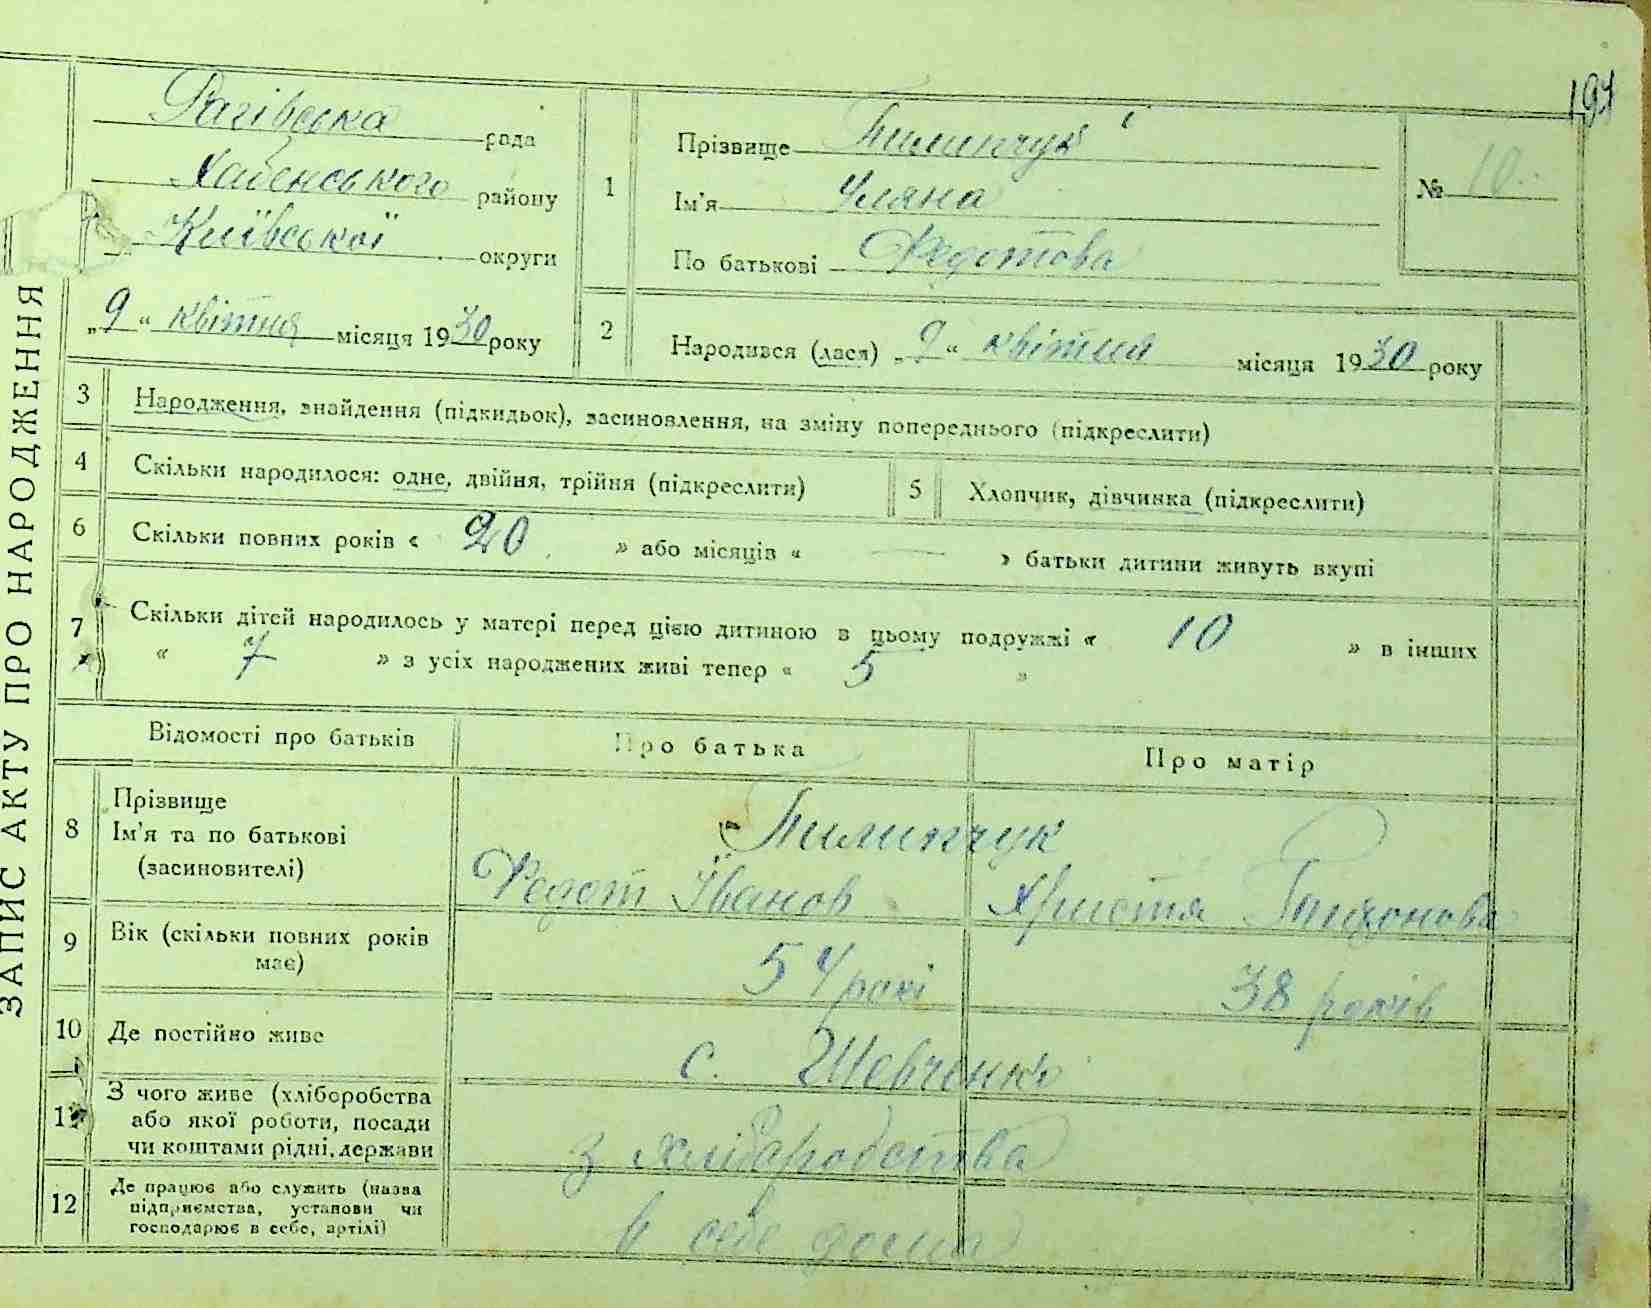 194
ЗАПИС АКТУ ПРО НАРОДЖЕННЯ
Рагівська рада
Хабенського району
Київської округи
„9“ квітня місяця 1930 року
1 Прізвище Пилипчук
Ім'я Уляна
По батькові Федотова
№ 10
2 Народився (лася) „9“ квітня місяця 1930 року
3 Народження, знайдення (підкидьок), засиновлення, на зміну попереднього (підкреслити)
4 Скільки народилося: одне, двійня, трійня (підкреслити)
5 Хлопчик, дівчинка (підкреслити)
6 Скільки повних років « 20 » або місяців « — » батьки дитини живуть вкупі
7 Скільки дітей народилось у матері перед цією дитиною в цьому подружжі « 10 » в інших
« 7 » з усіх народжених живі тепер « 5 »
Відомості про батьків Про батька Про матір
8 Прізвище
Ім'я та по батькові
(засиновителі)
Пилипчук
Федот Іванов Христя
9 Вік (скільки повних років
має)
54 роки 38 років
10 Де постійно живе с. Шевченко
11 З чого живе (хліборобства
або якої роботи, посади
чи коштами рідні, держави
з хліборобства
12 Де працює або служить (назва
підприємства, установи чи
господарює в себе, артілі)
в себе дома